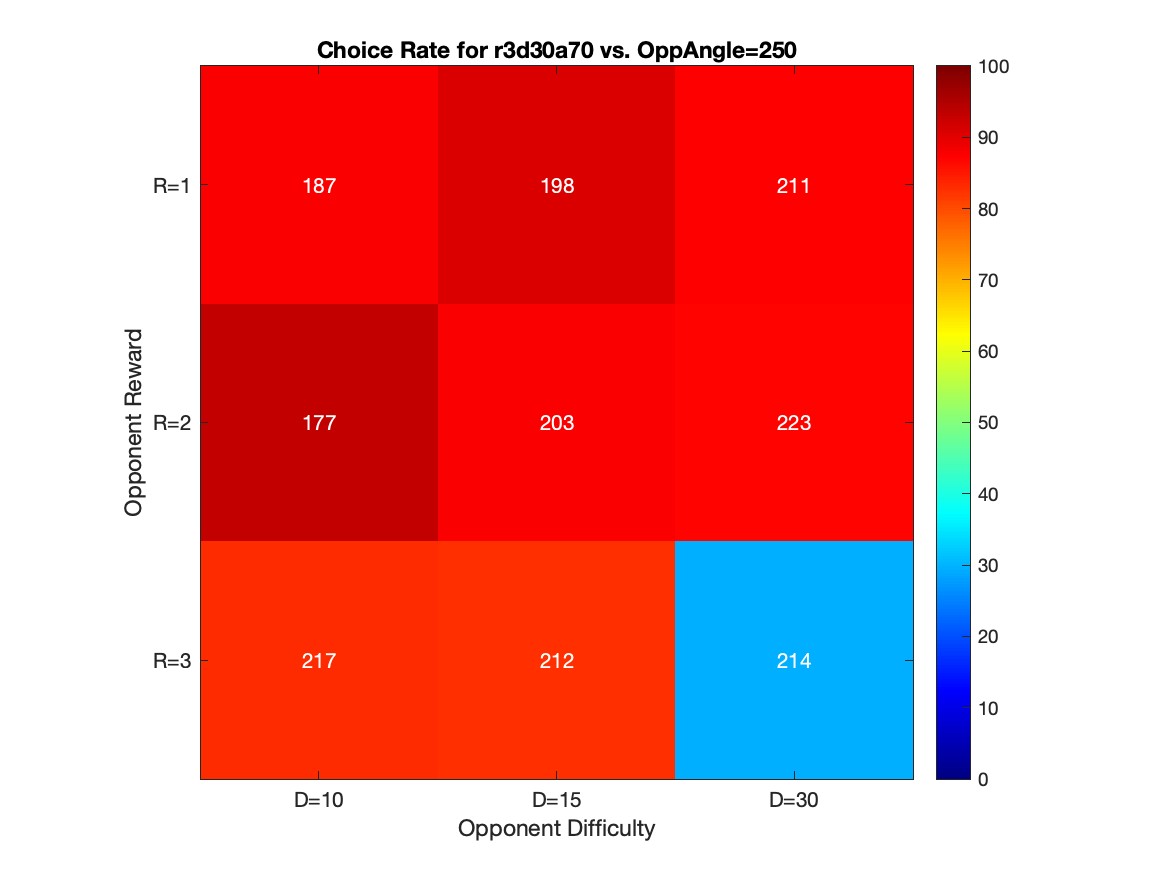 Choice Rate for r3d30a70 vs. OppAngle=250
100
90
80
70
60
50
40
30
20
10
0
Opponent Reward
R=1
187
198
211
R=2
177
203
223
R=3
217
212
214
D=10
D=15
D=30
Opponent Difficulty